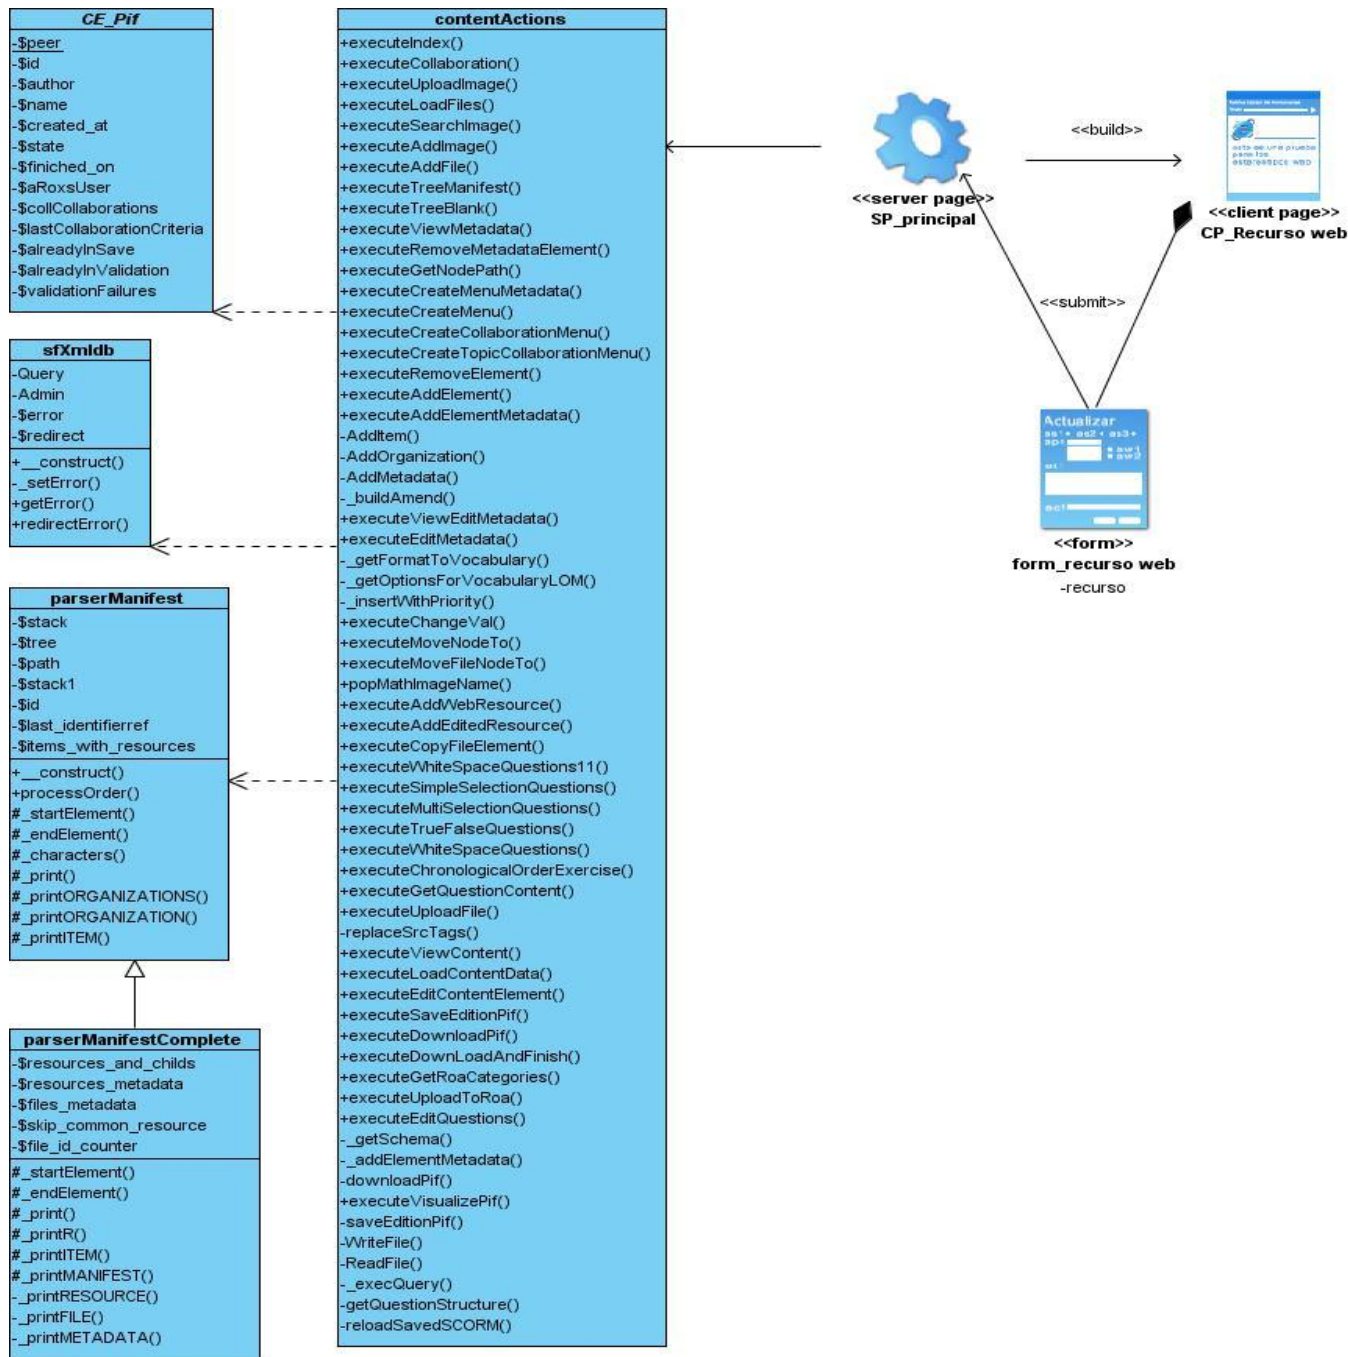 CE_Pif
-$peer
-$id
-$author
-$name
-$created_at
-$state
-$finiched_on
-$aRoxsUser
-$collCollaborations
-$lastCollaborationCriteria
-$alreadyInSave
-$alreadyInValidation
-$validationFailures
sfXmldb
-Query
-Admin
-$error
-$redirect
+__construct()
-_setError()
+getError()
+redirectError()
parserManifest
-$stack
-$tree
-$path
-$stack1
-$id
-$last_identifierref
-$items_with_resources
+__construct()
+processOrder()
#_startElement()
#_endElement()
#_characters()
#_print()
#_printORGANIZATIONS()
#_printORGANIZATION()
#_printITEM()
parserManifestComplete
-$resources_and_childs
-$resources_metadata
-$files_metadata
-$skip_common_resource
-$file_id_counter
#_startElement()
#_endElement()
#_print()
#_printR()
#_printITEM()
#_printMANIFEST()
-_printRESOURCE()
-_printFILE()
-_printMETADATA()
contentActions
+executeIndex()
+executeCollaboration()
+executeUploadImage()
+executeLoadFiles()
+executeSearchImage()
+executeAddImage()
+executeAddFile()
+executeTreeManifest()
+executeTreeBlank()
+executeViewMetadata()
+executeRemoveMetadataElement()
+executeGetNodePath()
+executeCreateMenuMetadata()
+executeCreateMenu()
+executeCreateCollaborationMenu()
+executeCreateTopicCollaborationMenu()
+executeRemoveElement()
+executeAddElement()
+executeAddElementMetadata()
-AddItem()
-AddOrganization()
-AddMetadata()
-_buildAmend()
+executeViewEditMetadata()
+executeEditMetadata()
-_getFormatToVocabulary()
-_getOptionsForVocabularyLOM()
-_insertWithPriority()
+executeChangeVal()
+executeMoveNodeTo()
+executeMoveFileNodeTo()
+popMathImageName()
+executeAddWebResource()
+executeAddEditedResource()
+executeCopyFileElement()
+executeWhiteSpaceQuestions11()
+executeSimpleSelectionQuestions()
+executeMultiSelectionQuestions()
+executeTrueFalseQuestions()
+executeWhiteSpaceQuestions()
+executeChronologicalOrderExercise()
+executeGetQuestionContent()
+executeUploadFile()
-replaceSrcTags()
+executeViewContent()
+executeLoadContentData()
+executeEditContentElement()
+executeSaveEditionPif()
+executeDownloadPif()
+executeDownLoadAndFinish()
+executeGetRoaCategories()
+executeUploadToRoa()
+executeEditQuestions()
-_getSchema()
-_addElementMetadata()
-downloadPif()
+executeVisualizePif()
-saveEditionPif()
-WriteFile()
-ReadFile()
-_execQuery()
-getQuestionStructure()
-reloadSavedSCORM()
<<server page>>
SP_principal
<<build>>
<<client page>>
CP_Recurso web
<<submit>>
Actualizar
<<form>>
form_recurso web
-recurso